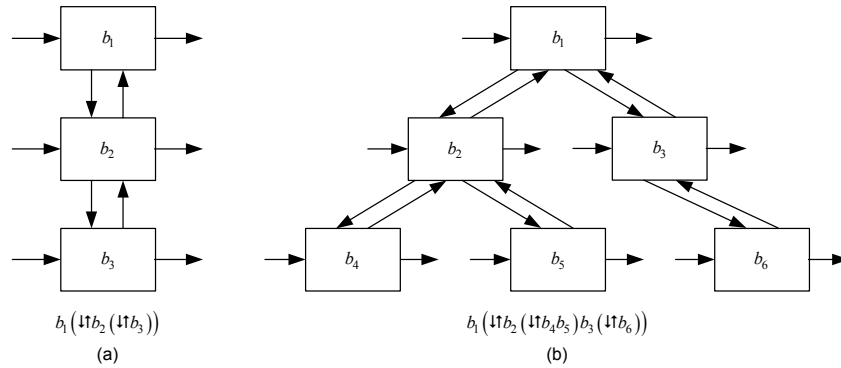 b₁
b₂
b₃
b₁(↓↑b₂(↓↑b₃))
(a)
b₁
b₂
b₃
b₄
b₅
b₆
b₁(↓↑b₂(↓↑b₄b₅)b₃(↓↑b₆))
(b)